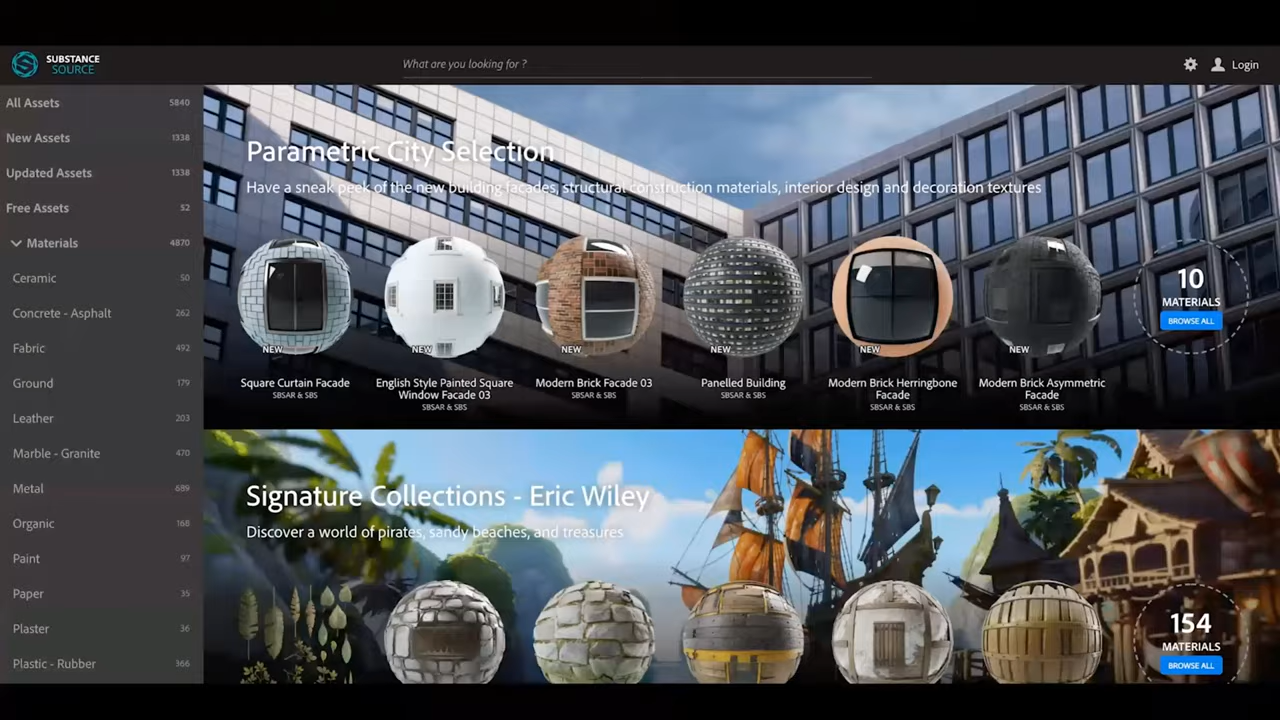 SUBSTANCE
SOURCE
What are you looking for ?
Login
All Assets 5840
New Assets 1338
Updated Assets 1338
Free Assets 52
Materials 4870
Ceramic 50
Concrete - Asphalt 262
Fabric 492
Ground 179
Leather 203
Marble - Granite 470
Metal 689
Organic 168
Paint 97
Paper 35
Plaster 36
Plastic - Rubber 366
Parametric City Selection
Have a sneak peek of the new building facades, structural construction materials, interior design and decoration textures
NEW
Square Curtain Facade
SBSAR & SBS
NEW
English Style Painted Square
Window Facade 03
SBSAR & SBS
NEW
Modern Brick Facade 03
SBSAR & SBS
NEW
Panelled Building
SBSAR & SBS
NEW
Modern Brick Herringbone
Facade
SBSAR & SBS
NEW
Modern Brick Asymmetric
Facade
SBSAR & SBS
10
MATERIALS
BROWSE ALL
Signature Collections - Eric Wiley
Discover a world of pirates, sandy beaches, and treasures
154
MATERIALS
BROWSE ALL